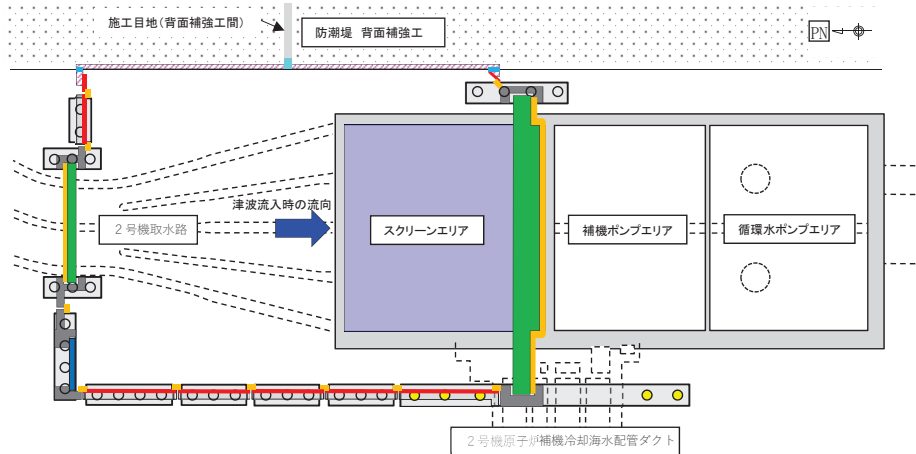 施工目地(背面補強工間)
防潮堤 背面補強工
PN
津波流入時の流向
2号機取水路
スクリーンエリア
補機ポンプエリア
循環水ポンプエリア
2号機原子炉補機冷却海水配管ダクト